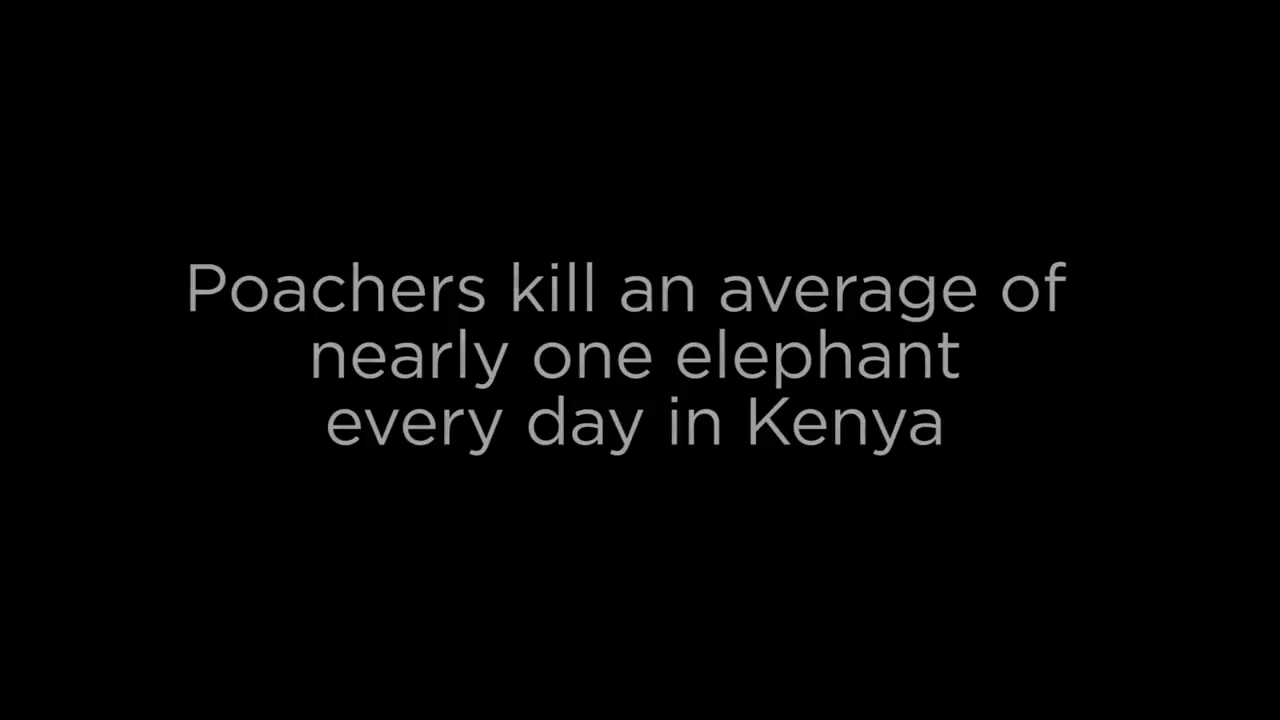 Poachers kill an average of
nearly one elephant
every day in Kenya